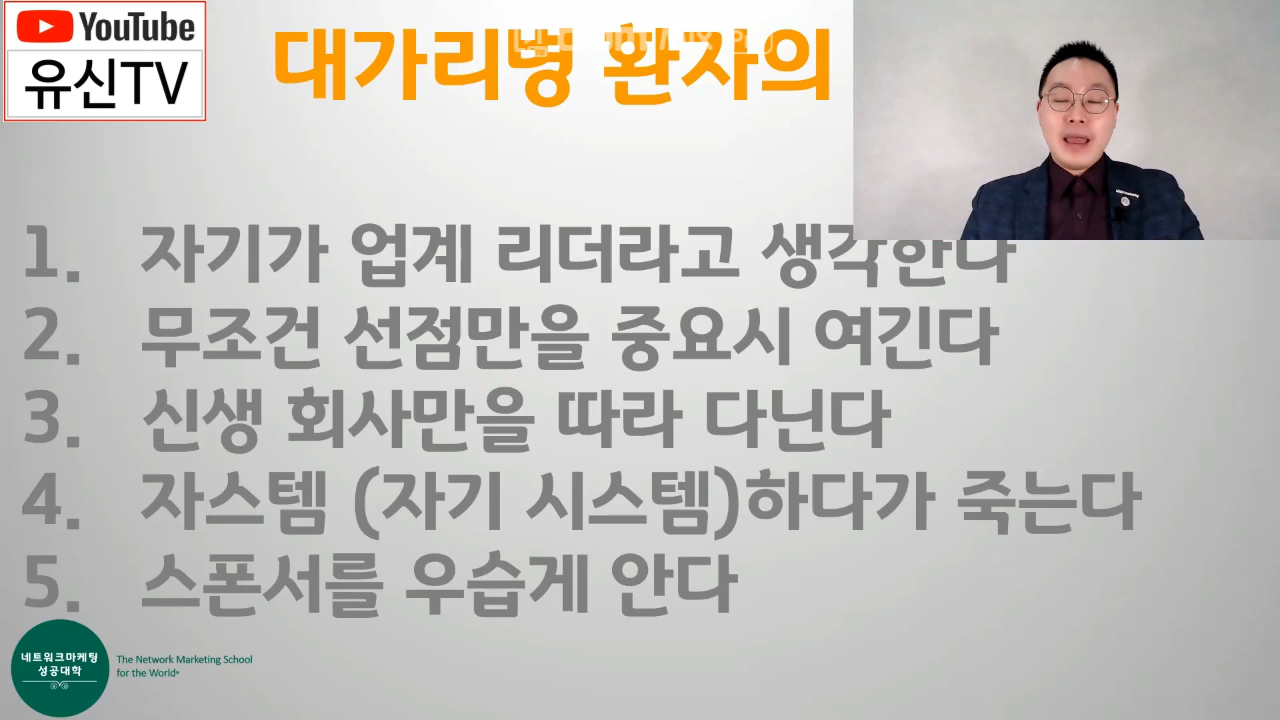 YouTube
유신TV
대가리병 환자의
1. 자기가 업계 리더라고 생각한다
2. 무조건 선점만을 중요시 여긴다
3. 신생 회사만을 따라 다닌다
4. 자스템 (자기 시스템)하다가 죽는다
5. 스폰서를 우습게 안다
네트워크마케팅
성공대학
The Network Marketing School
for the World